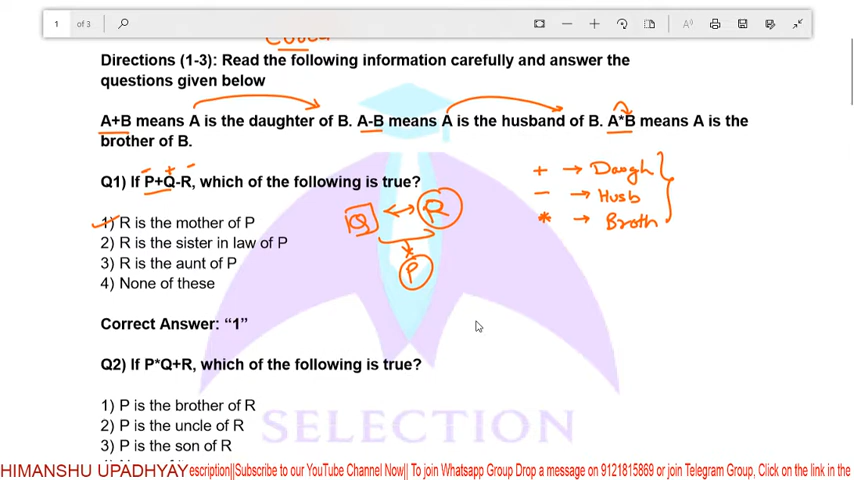 1 of 3
Directions (1-3): Read the following information carefully and answer the
questions given below
A+B means A is the daughter of B. A-B means A is the husband of B. A*B means A is the
brother of B.
- + -
Q1) If P+Q-R, which of the following is true?
+ → Daugh
- → Husb
* → Broth
1) R is the mother of P
2) R is the sister in law of P
3) R is the aunt of P
4) None of these
Q ↔ R
P
Correct Answer: “1”
Q2) If P*Q+R, which of the following is true?
1) P is the brother of R
2) P is the uncle of R
3) P is the son of R
SELECTION
HIMANSHU UPADHYAY escription||Subscribe to our YouTube Channel Now|| To join Whatsapp Group Drop a message on 9121815869 or join Telegram Group, Click on the link in the